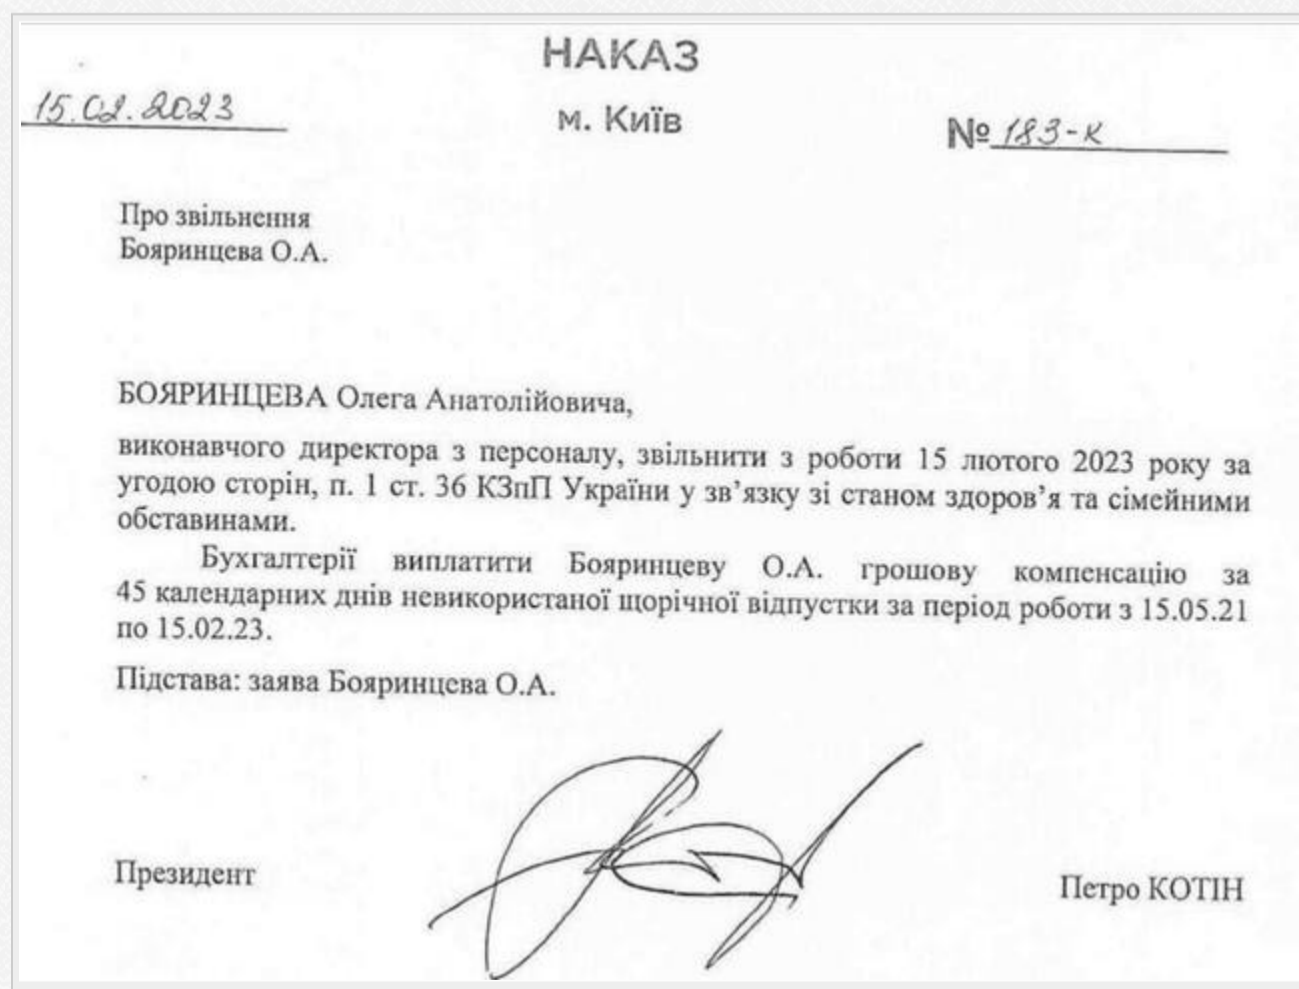 НАКАЗ
15.02.2023
м. Київ
№ 183-к
Про звільнення
Бояринцева О.А.
БОЯРИНЦЕВА Олега Анатолійовича,
виконавчого директора з персоналу, звільнити з роботи 15 лютого 2023 року за
угодою сторін, п. 1 ст. 36 КЗпП України у зв’язку зі станом здоров’я та сімейними
обставинами.
Бухгалтерії виплатити Бояринцеву О.А. грошову компенсацію за
45 календарних днів невикористаної щорічної відпустки за період роботи з 15.05.21
по 15.02.23.
Підстава: заява Бояринцева О.А.
Президент
Петро КОТІН